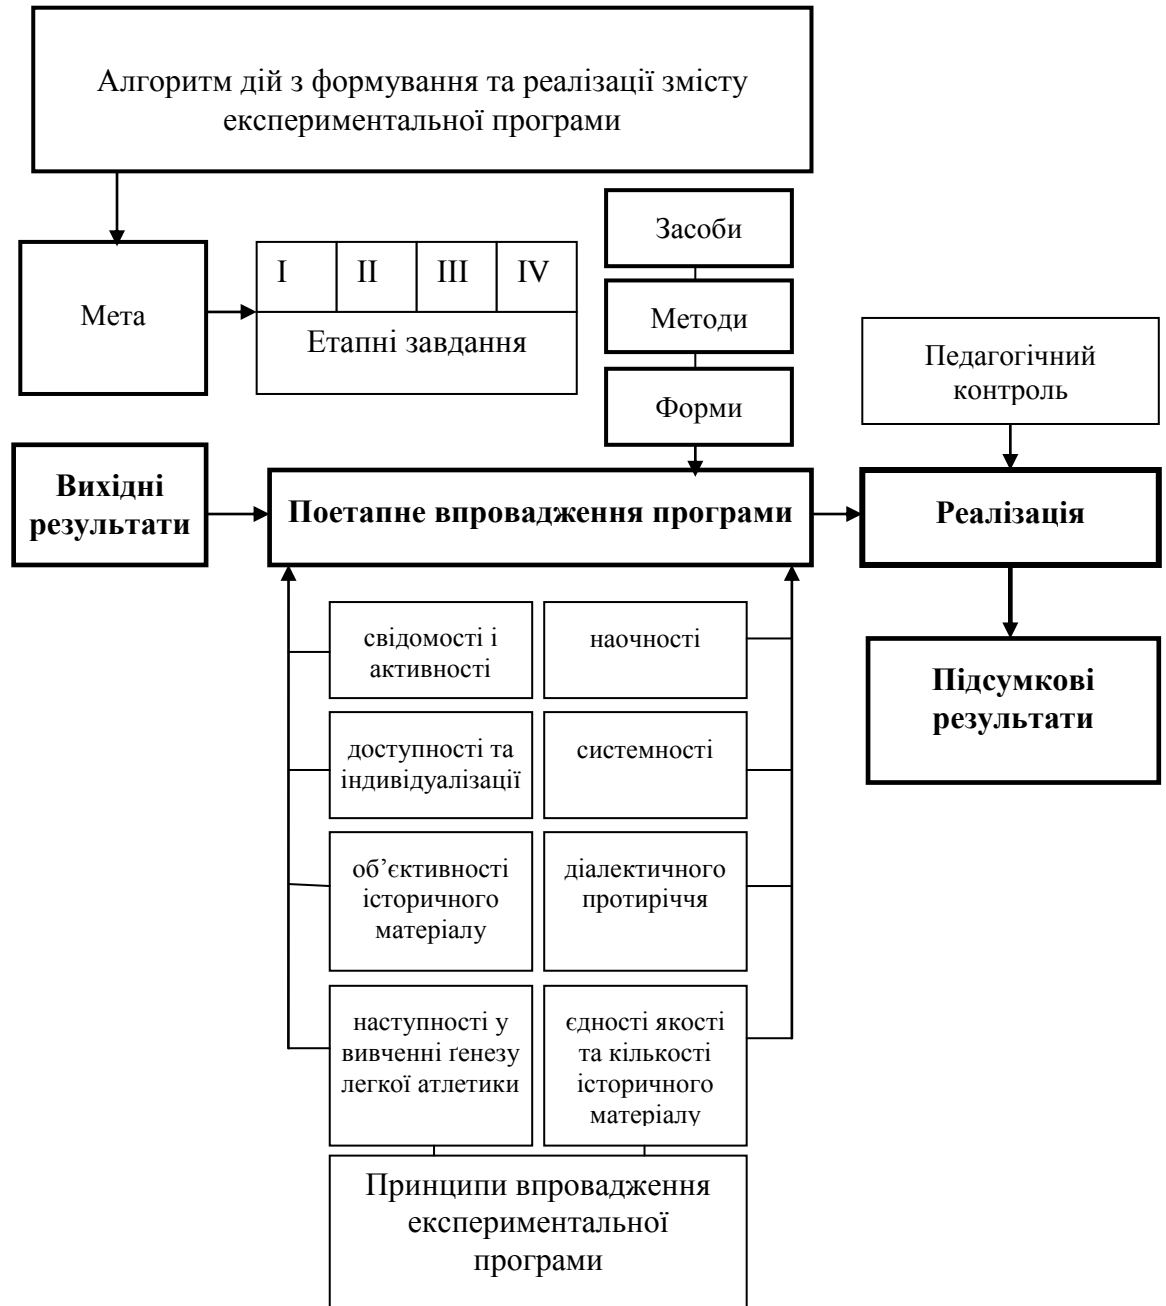 Алгоритм дій з формування та реалізації змісту
експериментальної програми
Засоби
Мета
I II III IV
Етапні завдання
Методи
Форми
Педагогічний
контроль
Вихідні
результати
Поетапне впровадження програми
Реалізація
Підсумкові
результати
свідомості і
активності
наочності
доступності та
індивідуалізації
системності
об’єктивності
історичного
матеріалу
діалектичного
протиріччя
наступності у
вивченні ґенезу
легкої атлетики
єдності якості
та кількості
історичного
матеріалу
Принципи впровадження
експериментальної
програми